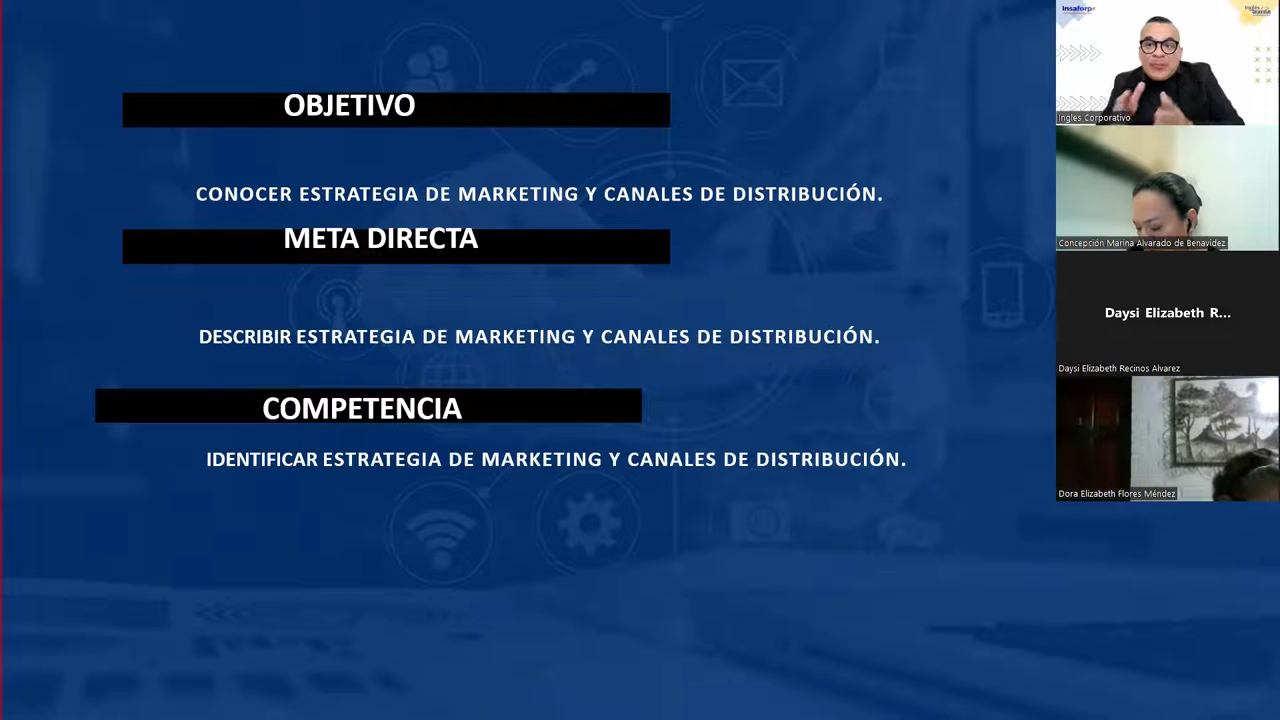 OBJETIVO
CONOCER ESTRATEGIA DE MARKETING Y CANALES DE DISTRIBUCIÓN.
META DIRECTA
DESCRIBIR ESTRATEGIA DE MARKETING Y CANALES DE DISTRIBUCIÓN.
COMPETENCIA
IDENTIFICAR ESTRATEGIA DE MARKETING Y CANALES DE DISTRIBUCIÓN.
Insaforp
Ingles Corporativo
Concepción Marina Alvarado de Benavidez
Daysi Elizabeth R...
Daysi Elizabeth Recinos Alvarez
Dora Elizabeth Flores Méndez